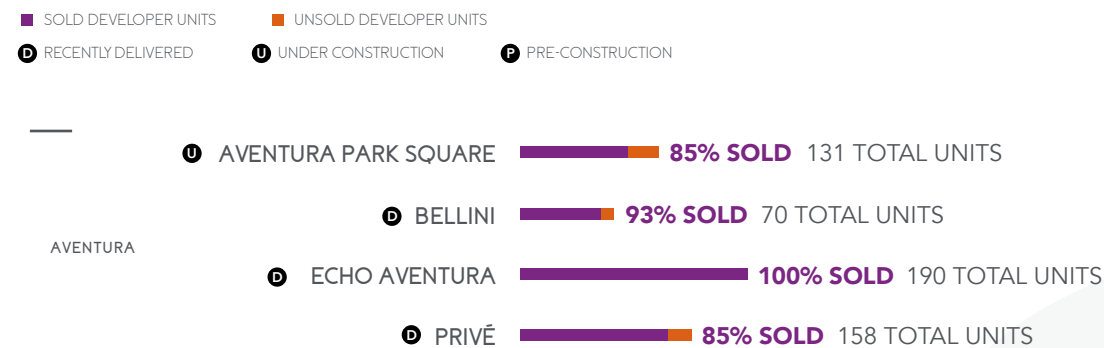 SOLD DEVELOPER UNITS UNSOLD DEVELOPER UNITS
D RECENTLY DELIVERED U UNDER CONSTRUCTION P PRE-CONSTRUCTION
U AVENTURA PARK SQUARE 85% SOLD 131 TOTAL UNITS
D BELLINI 93% SOLD 70 TOTAL UNITS
AVENTURA
D ECHO AVENTURA 100% SOLD 190 TOTAL UNITS
D PRIVÉ 85% SOLD 158 TOTAL UNITS